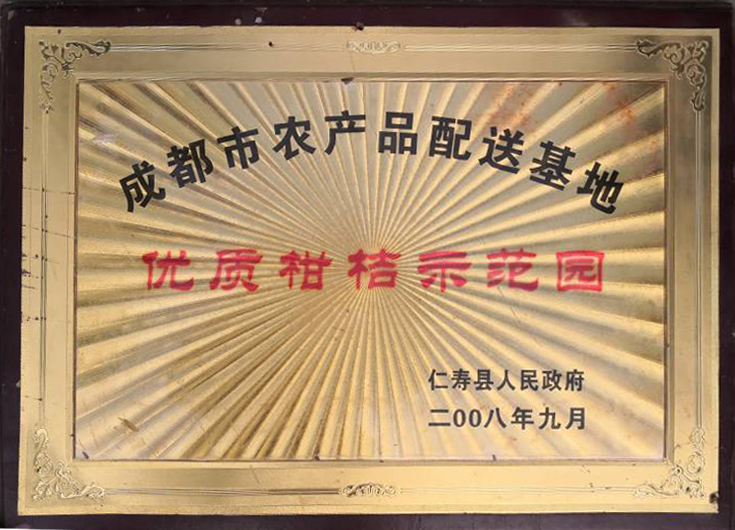 成都市农产品配送基地
优质柑桔示范园
仁寿县人民政府
二00八年九月